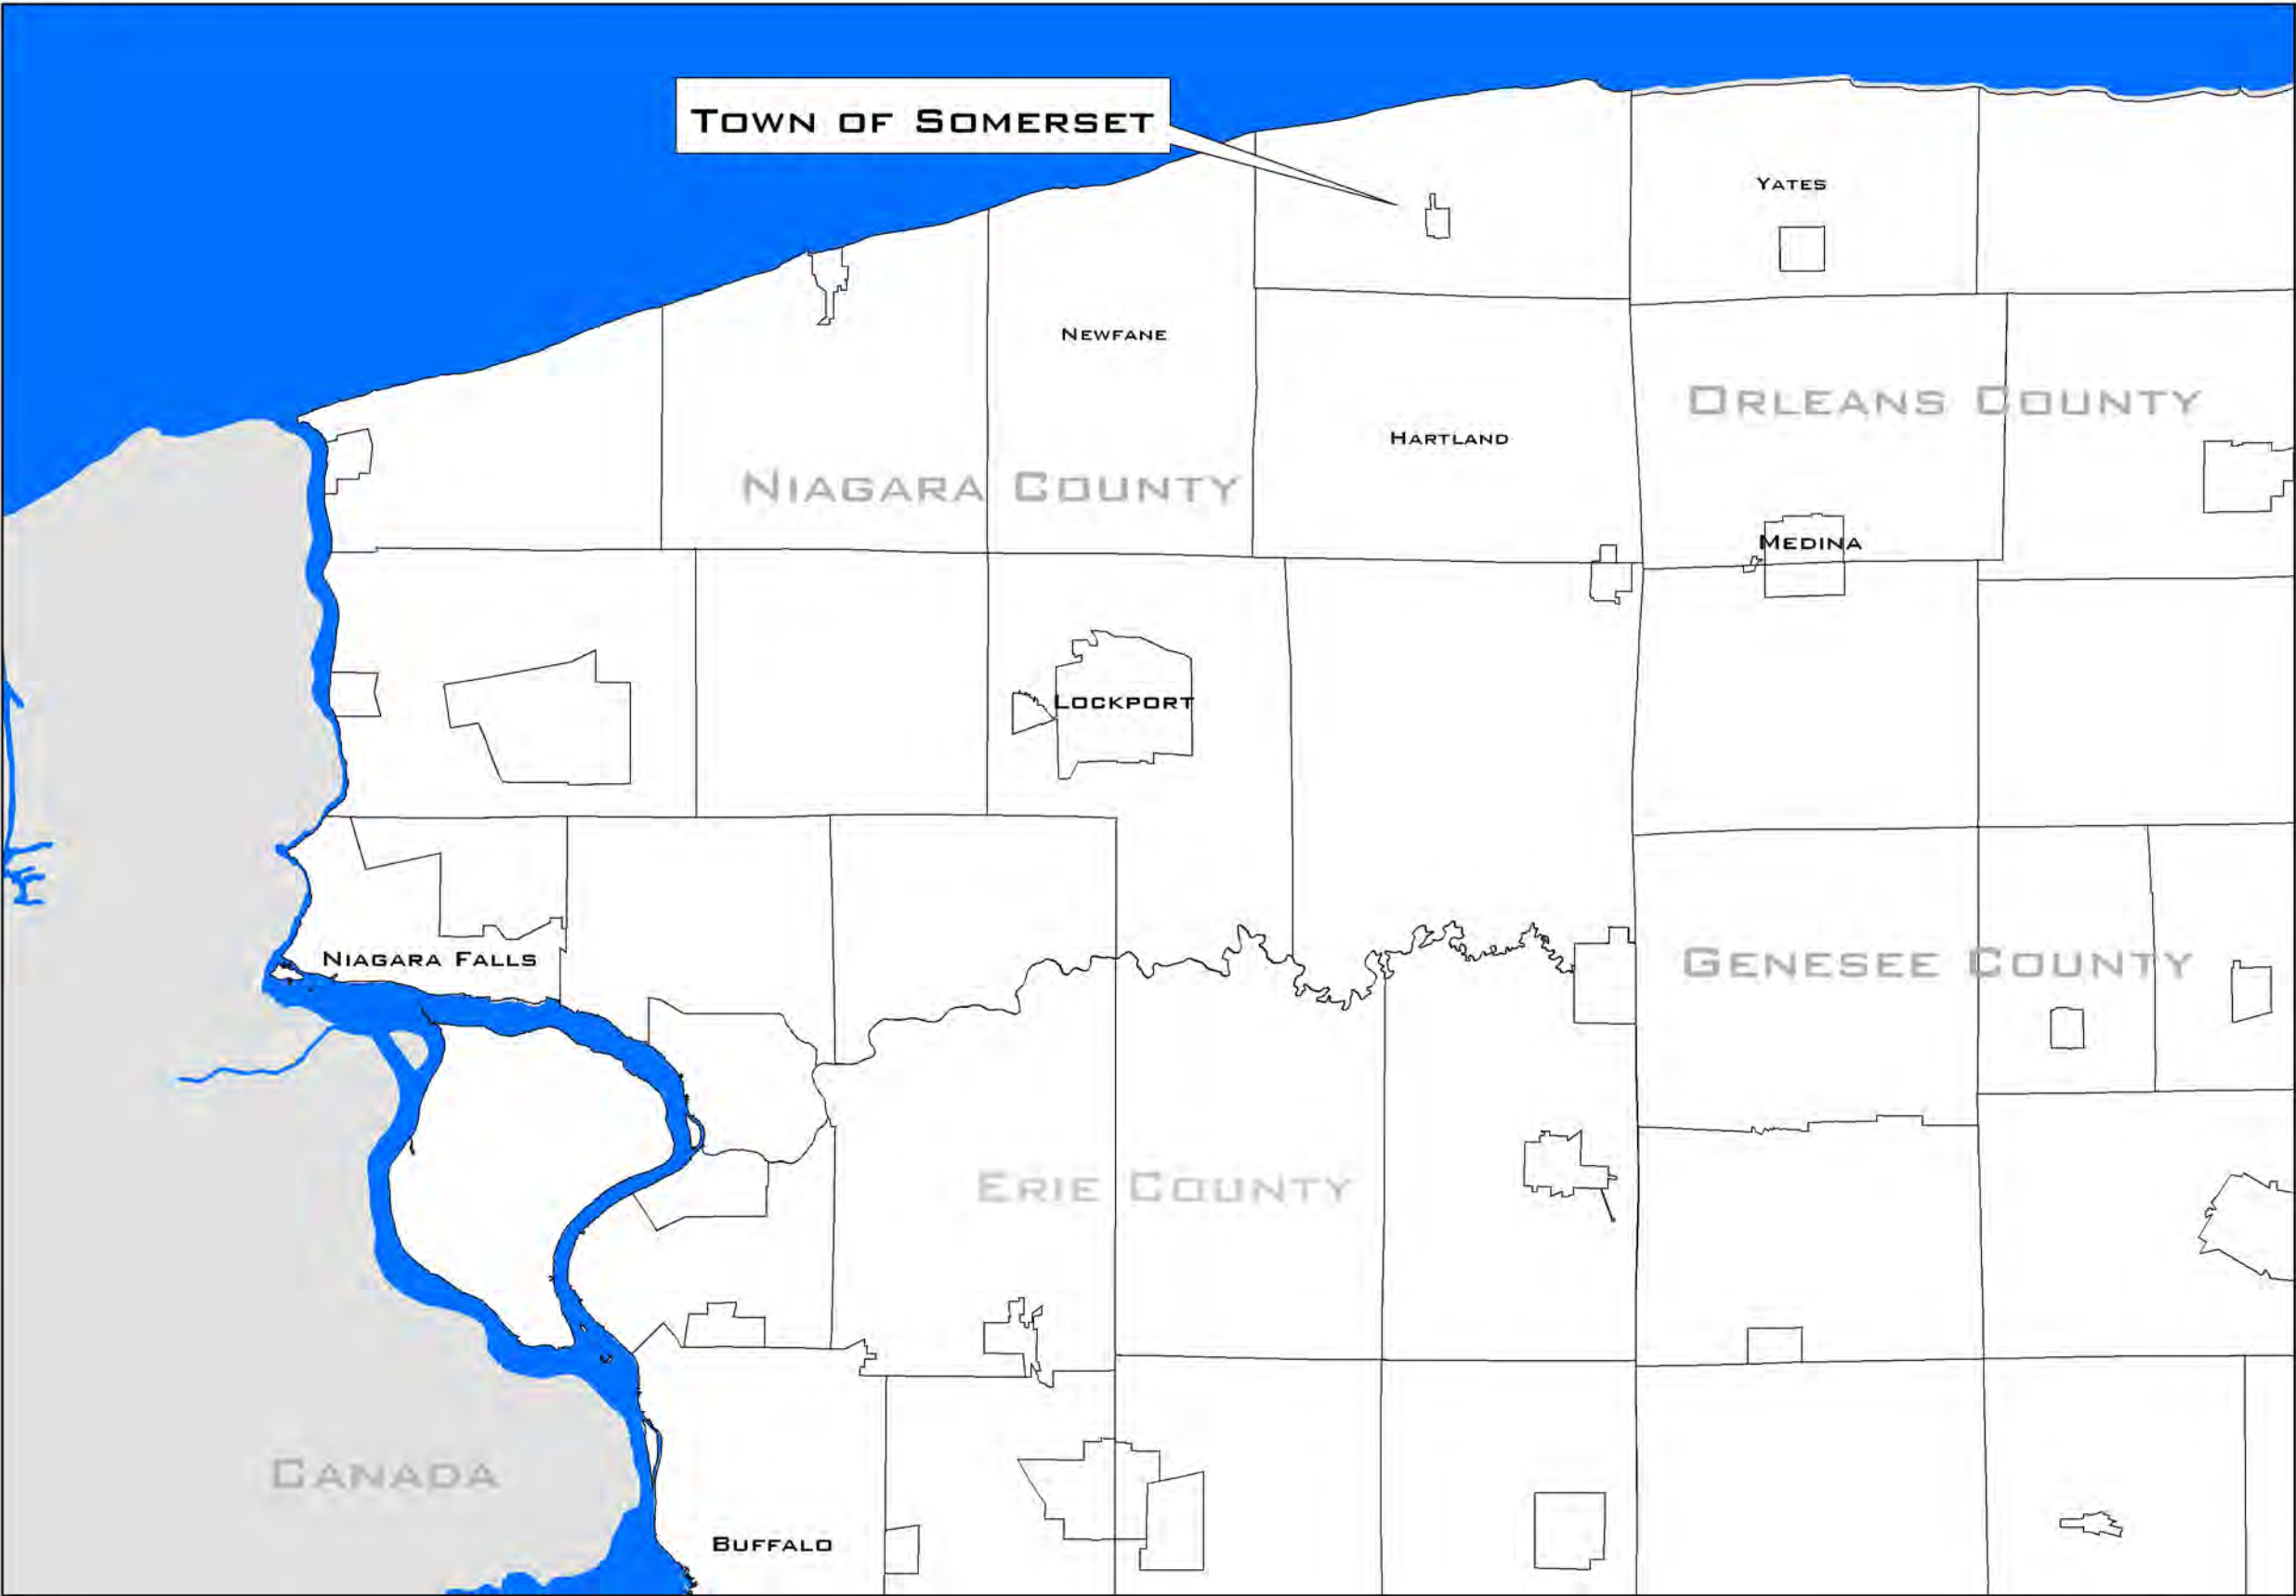 TOWN OF SOMERSET
YATES
NEWFANE
ORLEANS COUNTY
HARTLAND
NIAGARA COUNTY
MEDINA
LOCKPORT
NIAGARA FALLS
GENESEE COUNTY
ERIE COUNTY
CANADA
BUFFALO